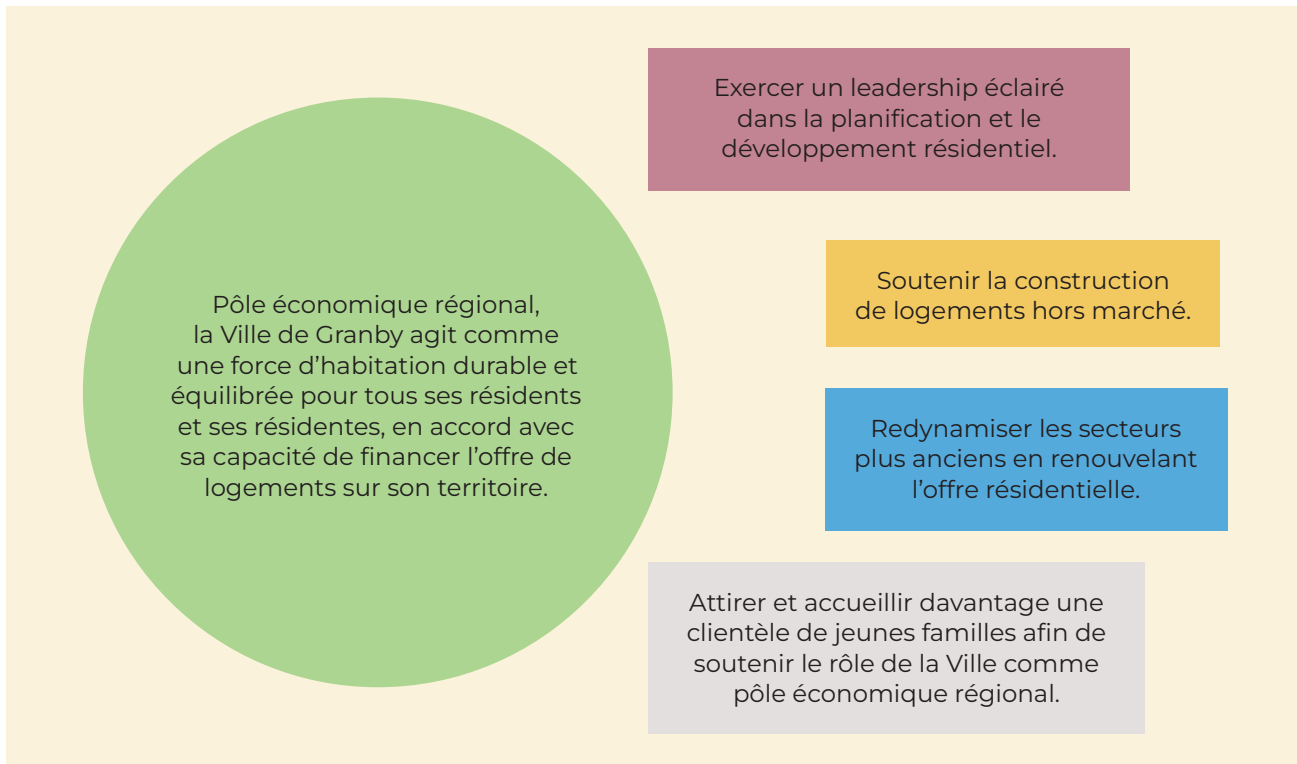 Pôle économique régional,
la Ville de Granby agit comme
une force d’habitation durable et
équilibrée pour tous ses résidents
et ses résidentes, en accord avec
sa capacité de financer l’offre de
logements sur son territoire.
Exercer un leadership éclairé
dans la planification et le
développement résidentiel.
Soutenir la construction
de logements hors marché.
Redynamiser les secteurs
plus anciens en renouvelant
l’offre résidentielle.
Attirer et accueillir davantage une
clientèle de jeunes familles afin de
soutenir le rôle de la Ville comme
pôle économique régional.